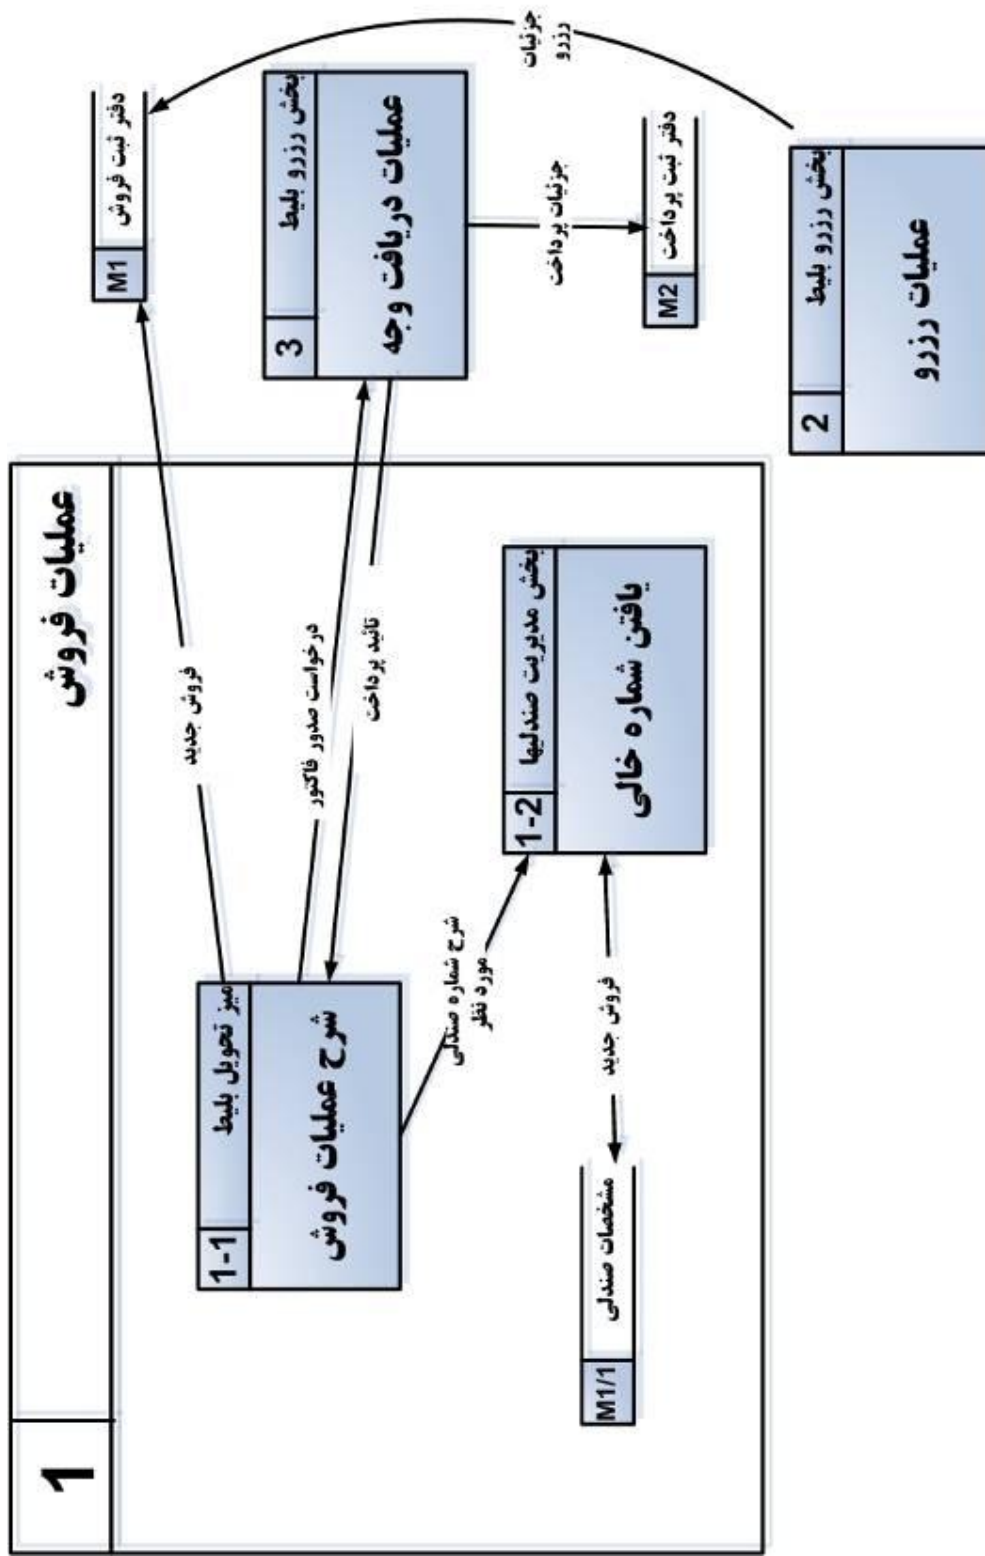 1
عملیات فروش
1-1
میز تحویل بلیط
شرح عملیات فروش
فروش جدید
M1
دفتر ثبت فروش
درخواست صدور فاکتور
تائید پرداخت
3
بخش رزرو بلیط
عملیات دریافت وجه
شرح شماره صندلی
مورد نظر
1-2
بخش مدیریت صندلیها
یافتن شماره خالی
فروش جدید
M1/1
مشخصات صندلی
جزئیات پرداخت
M2
دفتر ثبت پرداخت
جزئیات
رزرو
2
بخش رزرو بلیط
عملیات رزرو